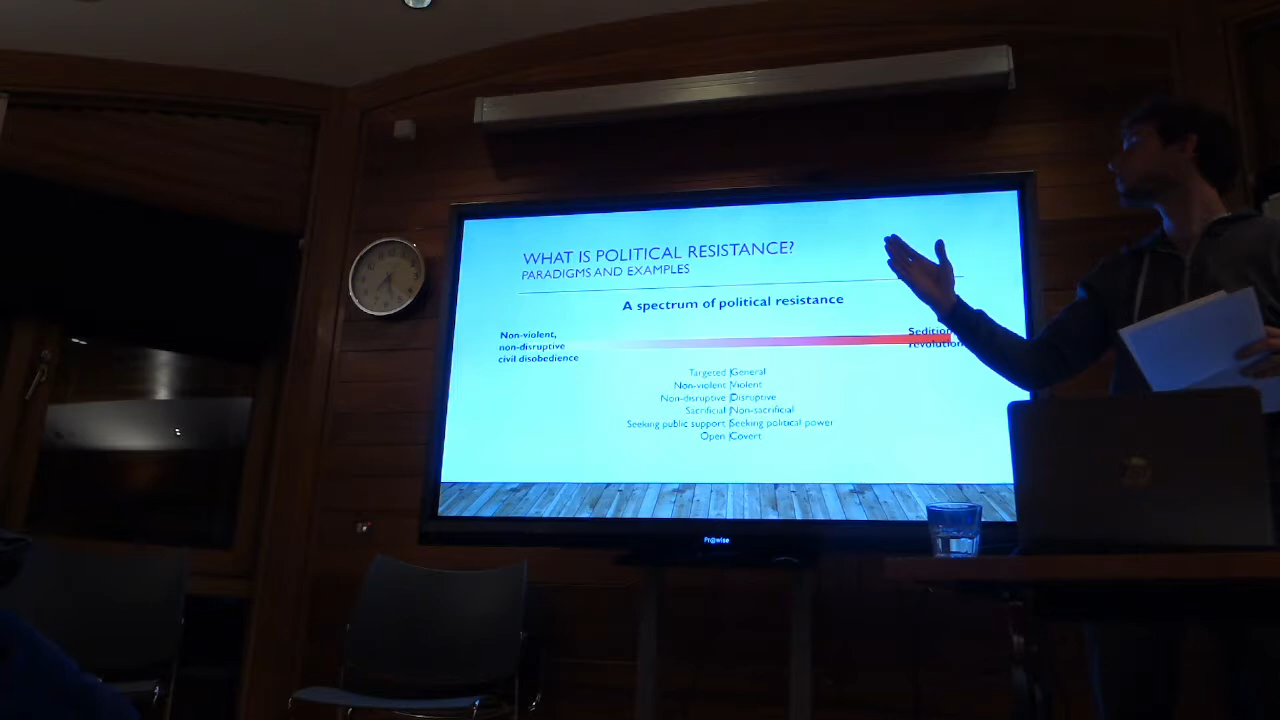 WHAT IS POLITICAL RESISTANCE?
PARADIGMS AND EXAMPLES
A spectrum of political resistance
Non-violent,
non-disruptive
civil disobedience
Sedition,
revolution
Targeted | General
Non-violent | Violent
Non-disruptive | Disruptive
Sacrificial | Non-sacrificial
Seeking public support | Seeking political power
Open | Covert
Prowise